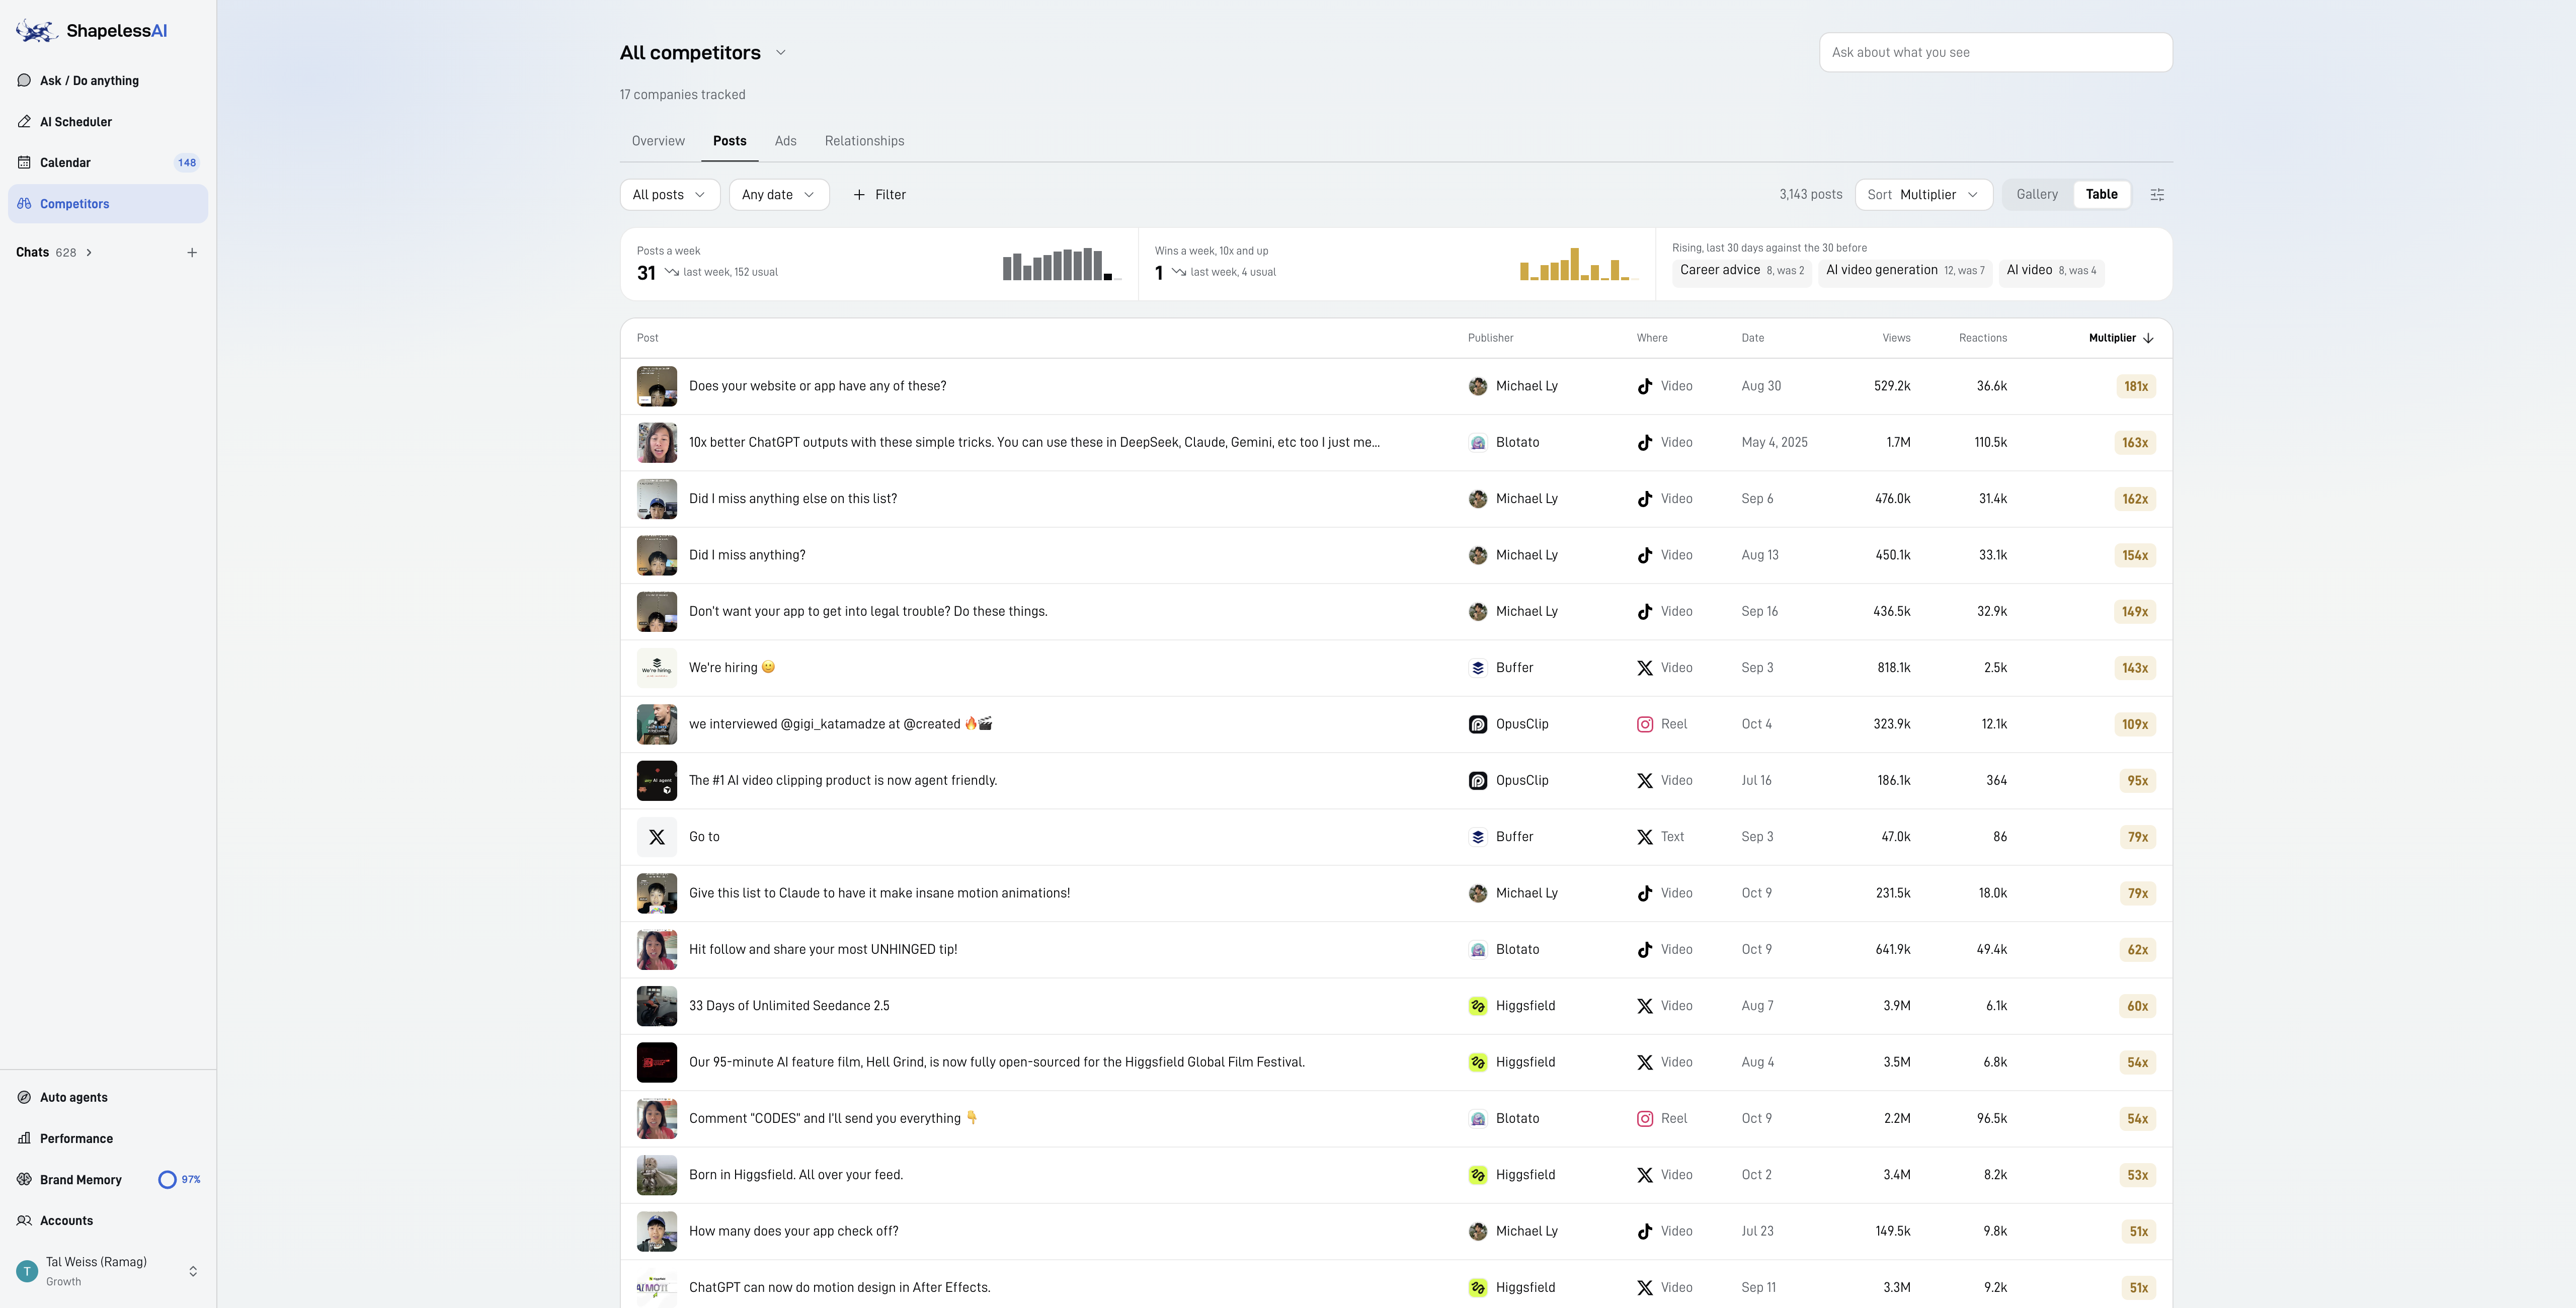 ShapelessAI
Ask / Do anything
AI Scheduler
Calendar 148
Competitors
Chats 628
Auto agents
Performance
Brand Memory 97%
Accounts
T Tal Weiss (Ramag)
Growth
All competitors
Ask about what you see
17 companies tracked
Overview Posts Ads Relationships
All posts Any date + Filter 3,143 posts Sort Multiplier Gallery Table
Posts a week
31 last week, 152 usual
Wins a week, 10x and up
1 last week, 4 usual
Rising, last 30 days against the 30 before
Career advice 8, was 2 AI video generation 12, was 7 AI video 8, was 4
Post Publisher Where Date Views Reactions Multiplier
Does your website or app have any of these? Michael Ly Video Aug 30 529.2k 36.6k 181x
10x better ChatGPT outputs with these simple tricks. You can use these in DeepSeek, Claude, Gemini, etc too I just me... Blotato Video May 4, 2025 1.7M 110.5k 163x
Did I miss anything else on this list? Michael Ly Video Sep 6 476.0k 31.4k 162x
Did I miss anything? Michael Ly Video Aug 13 450.1k 33.1k 154x
Don't want your app to get into legal trouble? Do these things. Michael Ly Video Sep 16 436.5k 32.9k 149x
We're hiring. We're hiring 😀 Buffer Video Sep 3 818.1k 2.5k 143x
we interviewed @gigi_katamadze at @created 🔥🎬 OpusClip Reel Oct 4 323.9k 12.1k 109x
The #1 AI video clipping product is now agent friendly. OpusClip Video Jul 16 186.1k 364 95x
Go to Buffer Text Sep 3 47.0k 86 79x
Give this list to Claude to have it make insane motion animations! Michael Ly Video Oct 9 231.5k 18.0k 79x
Hit follow and share your most UNHINGED tip! Blotato Video Oct 9 641.9k 49.4k 62x
33 Days of Unlimited Seedance 2.5 Higgsfield Video Aug 7 3.9M 6.1k 60x
Our 95-minute AI feature film, Hell Grind, is now fully open-sourced for the Higgsfield Global Film Festival. Higgsfield Video Aug 4 3.5M 6.8k 54x
Comment "CODES" and I'll send you everything 👇 Blotato Reel Oct 9 2.2M 96.5k 54x
Born in Higgsfield. All over your feed. Higgsfield Video Oct 2 3.4M 8.2k 53x
How many does your app check off? Michael Ly Video Jul 23 149.5k 9.8k 51x
ChatGPT can now do motion design in After Effects. Higgsfield Video Sep 11 3.3M 9.2k 51x